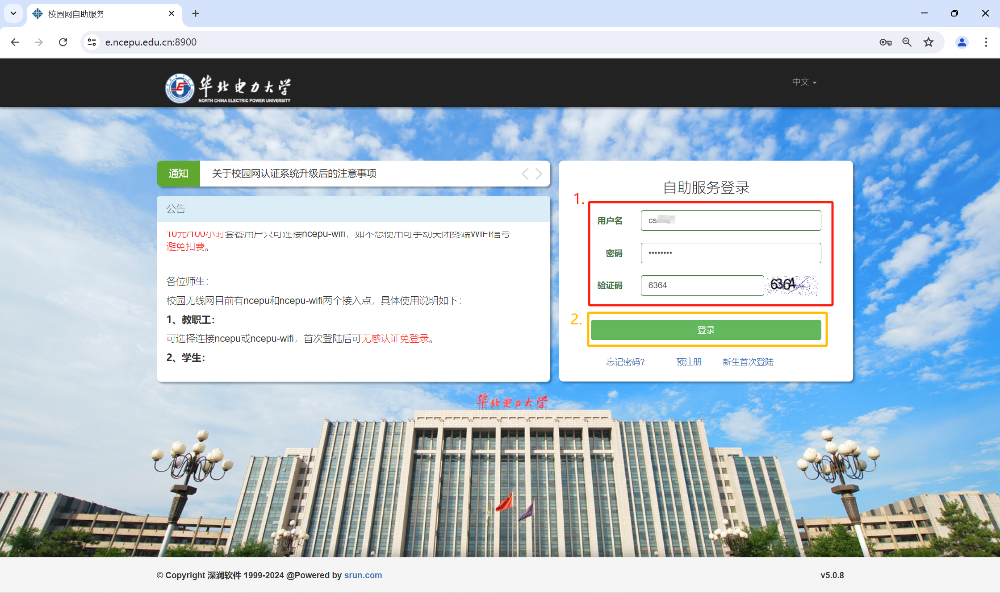 校园网自助服务
e.ncepu.edu.cn:8900
华北电力大学
NORTH CHINA ELECTRIC POWER UNIVERSITY
中文
通知
关于校园网认证系统升级后的注意事项
公告
10元/100小时套餐用户只可连接ncepu-wifi，如不想使用可手动关闭终端WIFI信号
避免扣费。
各位师生：
校园无线网目前有ncepu和ncepu-wifi两个接入点，具体使用说明如下：
1、教职工：
可选择连接ncepu或ncepu-wifi，首次登陆后可无感认证免登录。
2、学生：
自助服务登录
1.
用户名
cs
密码
••••••••
验证码
6364
6364
2.
登录
忘记密码?
预注册
新生首次登陆
华北电力大学
© Copyright 深澜软件 1999-2024 @Powered by srun.com
v5.0.8